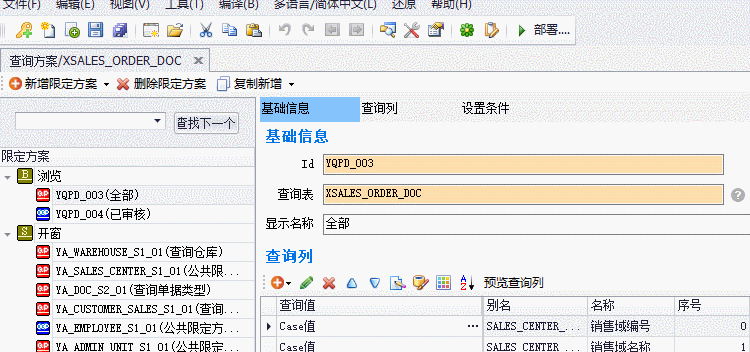 文件(F) 编辑(E) 视图(V) 工具(T) 编译(B) 多语言/简体中文(L) 还原 帮助(H)
部署....
查询方案/XSALES_ORDER_DOC
新增限定方案 删除限定方案 复制新增
查找下一个
限定方案
浏览
YQPD_003(全部)
YQPD_004(已审核)
开窗
YA_WAREHOUSE_S1_01(查询仓库)
YA_SALES_CENTER_S1_01(公共限...
YA_DOC_S2_01(查询单据类型)
YA_CUSTOMER_SALES_S1_01(查询...
YA_EMPLOYEE_S1_01(公共限定方...
YA_ADMIN_UNIT_S1_01(公共限定...
基础信息 查询列 设置条件
基础信息
Id YQPD_003
查询表 XSALES_ORDER_DOC
显示名称 全部
查询列
预览查询列
查询值 别名 名称 序号
Case值 ... SALES_CENTER_... 销售域编号 0
Case值 SALES_CENTER_... 销售域名称 1